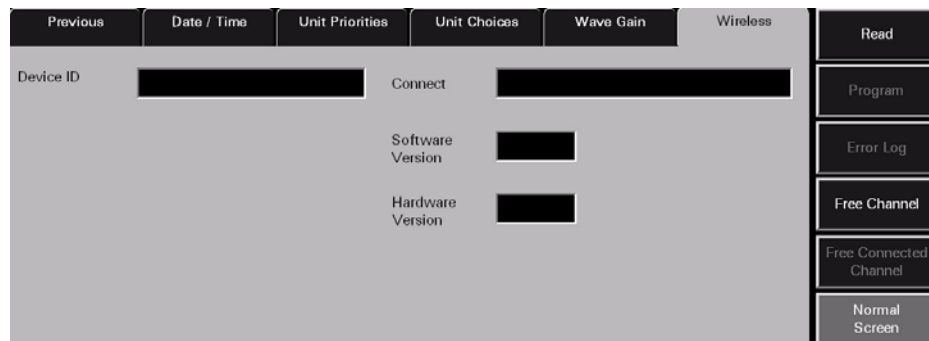 Previous
Date / Time
Unit Priorities
Unit Choices
Wave Gain
Wireless
Device ID
Connect
Software
Version
Hardware
Version
Read
Program
Error Log
Free Channel
Free Connected
Channel
Normal
Screen